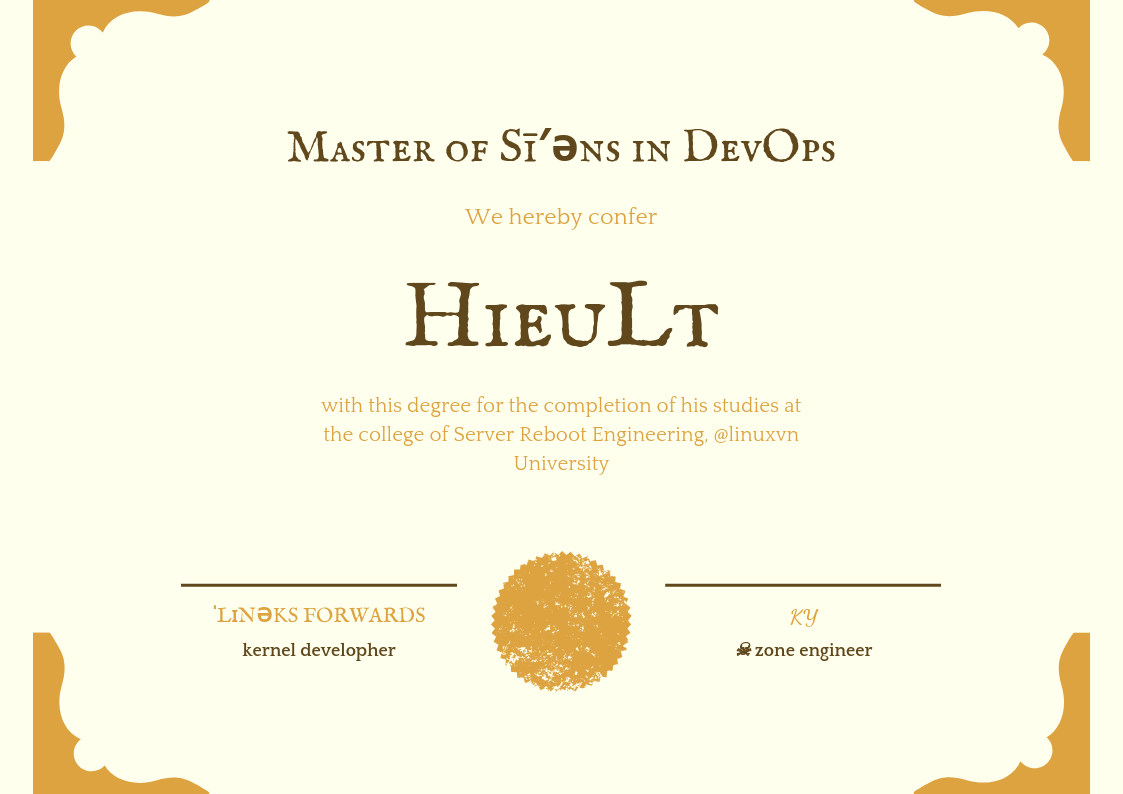 Master of Sī′əns in DevOps
We hereby confer
HieuLt
with this degree for the completion of his studies at
the college of Server Reboot Engineering, @linuxvn
University
ˈLɪNƏKS FORWARDS
kernel developher
KY
☠ zone engineer